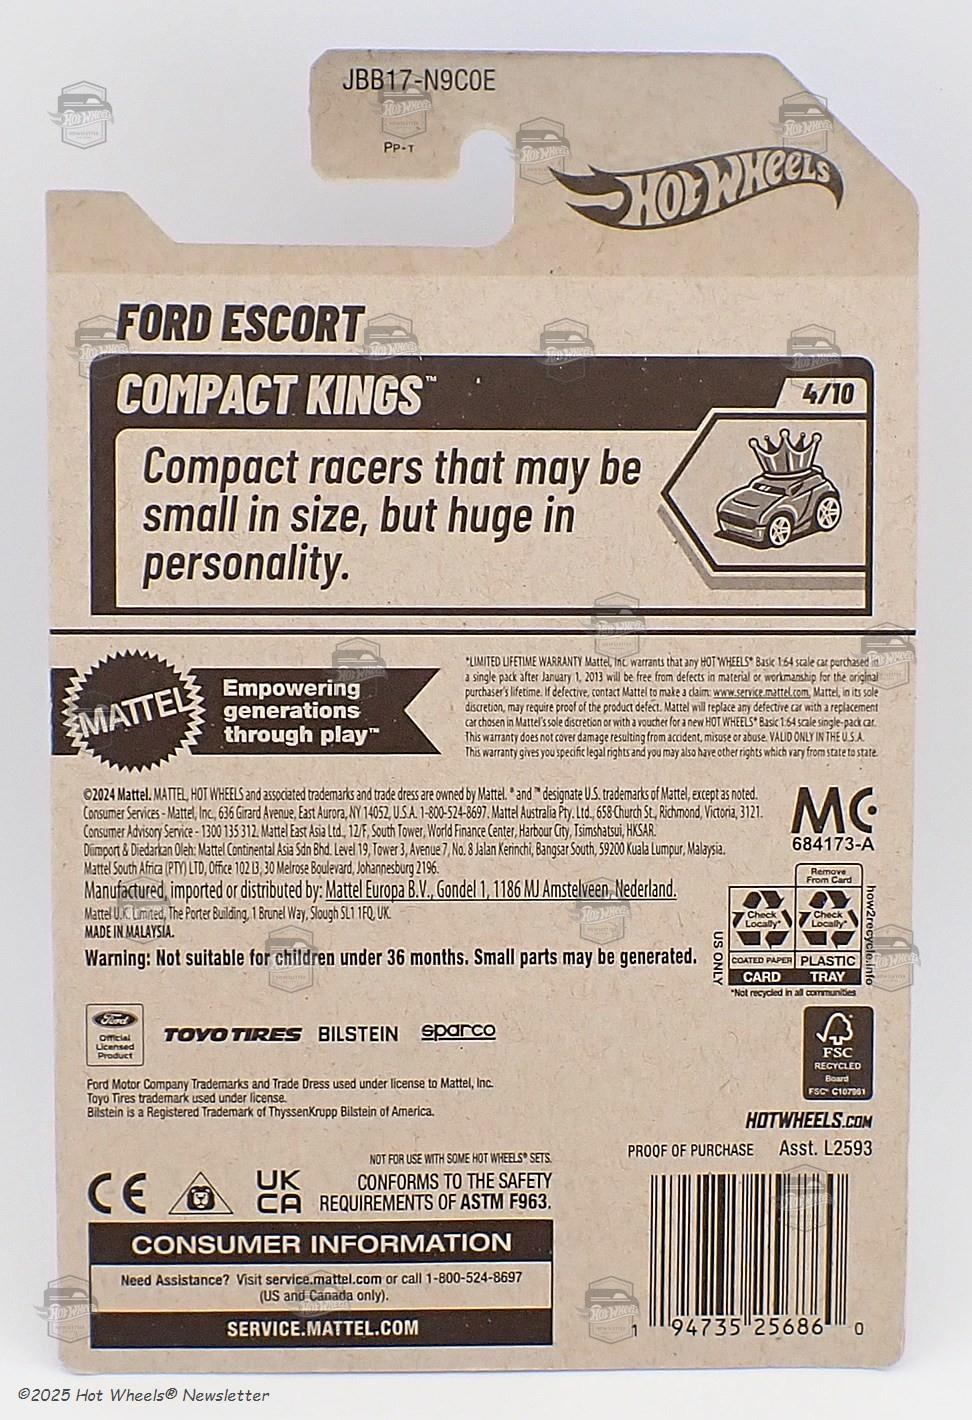 JBB17-N9C0E
PP-T
HOT WHEELS
FORD ESCORT
COMPACT KINGS™
4/10
Compact racers that may be
small in size, but huge in
personality.
MATTEL
Empowering
generations
through play™
*LIMITED LIFETIME WARRANTY Mattel, Inc. warrants that any HOT WHEELS® Basic 1:64 scale car purchased in
a single pack after January 1, 2013 will be free from defects in material or workmanship for the original
purchaser's lifetime. If defective, contact Mattel to make a claim: www.service.mattel.com. Mattel, in its sole
discretion, may require proof of the product defect. Mattel will replace any defective car with a replacement
car chosen in Mattel's sole discretion or with a voucher for a new HOT WHEELS® Basic 1:64 scale single-pack car.
This warranty does not cover damage resulting from accident, misuse or abuse. VALID ONLY IN THE U.S.A.
This warranty gives you specific legal rights and you may also have other rights which vary from state to state.
©2024 Mattel. MATTEL, HOT WHEELS and associated trademarks and trade dress are owned by Mattel. ® and ™ designate U.S. trademarks of Mattel, except as noted.
Consumer Services - Mattel, Inc., 636 Girard Avenue, East Aurora, NY 14052, U.S.A. 1-800-524-8697. Mattel Australia Pty. Ltd., 658 Church St., Richmond, Victoria, 3121.
Consumer Advisory Service - 1300 135 312. Mattel East Asia Ltd., 12/F, South Tower, World Finance Center, Harbour City, Tsimshatsui, HKSAR.
Diimport & Diedarkan Oleh: Mattel Continental Asia Sdn Bhd. Level 19, Tower 3, Avenue 7, No. 8 Jalan Kerinchi, Bangsar South, 59200 Kuala Lumpur, Malaysia.
Mattel South Africa (PTY) LTD, Office 102 I3, 30 Melrose Boulevard, Johannesburg 2196.
Manufactured, imported or distributed by: Mattel Europa B.V., Gondel 1, 1186 MJ Amstelveen, Nederland.
Mattel U.K. Limited, The Porter Building, 1 Brunel Way, Slough SL1 1FQ, UK.
MADE IN MALAYSIA.
Warning: Not suitable for children under 36 months. Small parts may be generated.
MC
684173-A
Remove
From Card
Check
Locally*
Check
Locally*
COATED PAPER
PLASTIC
CARD
TRAY
US ONLY
how2recycle.info
*Not recycled in all communities
Ford
Official
Licensed
Product
TOYO TIRES
BILSTEIN
sparco
FSC
RECYCLED
Board
FSC® C107981
Ford Motor Company Trademarks and Trade Dress used under license to Mattel, Inc.
Toyo Tires trademark used under license.
Bilstein is a Registered Trademark of ThyssenKrupp Bilstein of America.
HOTWHEELS.COM
PROOF OF PURCHASE
Asst. L2593
NOT FOR USE WITH SOME HOT WHEELS® SETS.
CE
UK
CA
CONFORMS TO THE SAFETY
REQUIREMENTS OF ASTM F963.
CONSUMER INFORMATION
Need Assistance? Visit service.mattel.com or call 1-800-524-8697
(US and Canada only).
SERVICE.MATTEL.COM
1 94735 25686 0
©2025 Hot Wheels® Newsletter